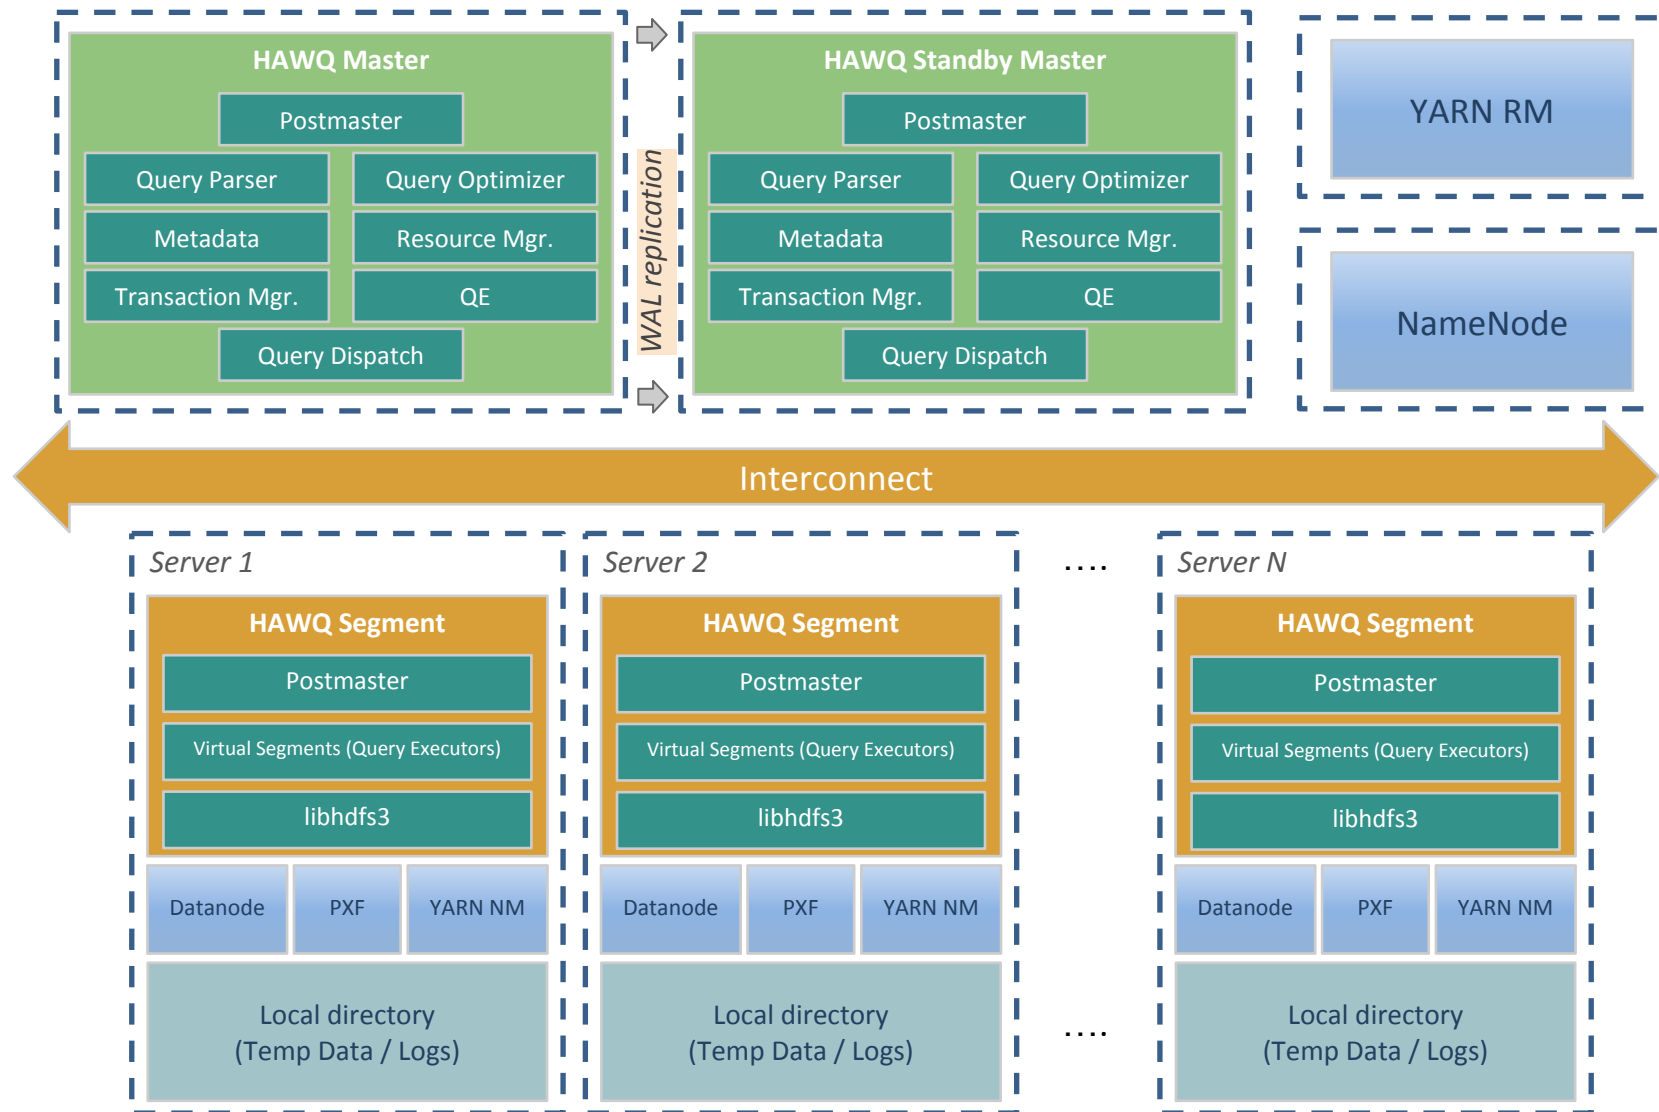 HAWQ Master
Postmaster
Query Parser
Query Optimizer
Metadata
Resource Mgr.
Transaction Mgr.
QE
Query Dispatch
WAL replication
HAWQ Standby Master
Postmaster
Query Parser
Query Optimizer
Metadata
Resource Mgr.
Transaction Mgr.
QE
Query Dispatch
YARN RM
NameNode
Interconnect
Server 1
HAWQ Segment
Postmaster
Virtual Segments (Query Executors)
libhdfs3
Datanode
PXF
YARN NM
Local directory
(Temp Data / Logs)
Server 2
HAWQ Segment
Postmaster
Virtual Segments (Query Executors)
libhdfs3
Datanode
PXF
YARN NM
Local directory
(Temp Data / Logs)
....
....
Server N
HAWQ Segment
Postmaster
Virtual Segments (Query Executors)
libhdfs3
Datanode
PXF
YARN NM
Local directory
(Temp Data / Logs)